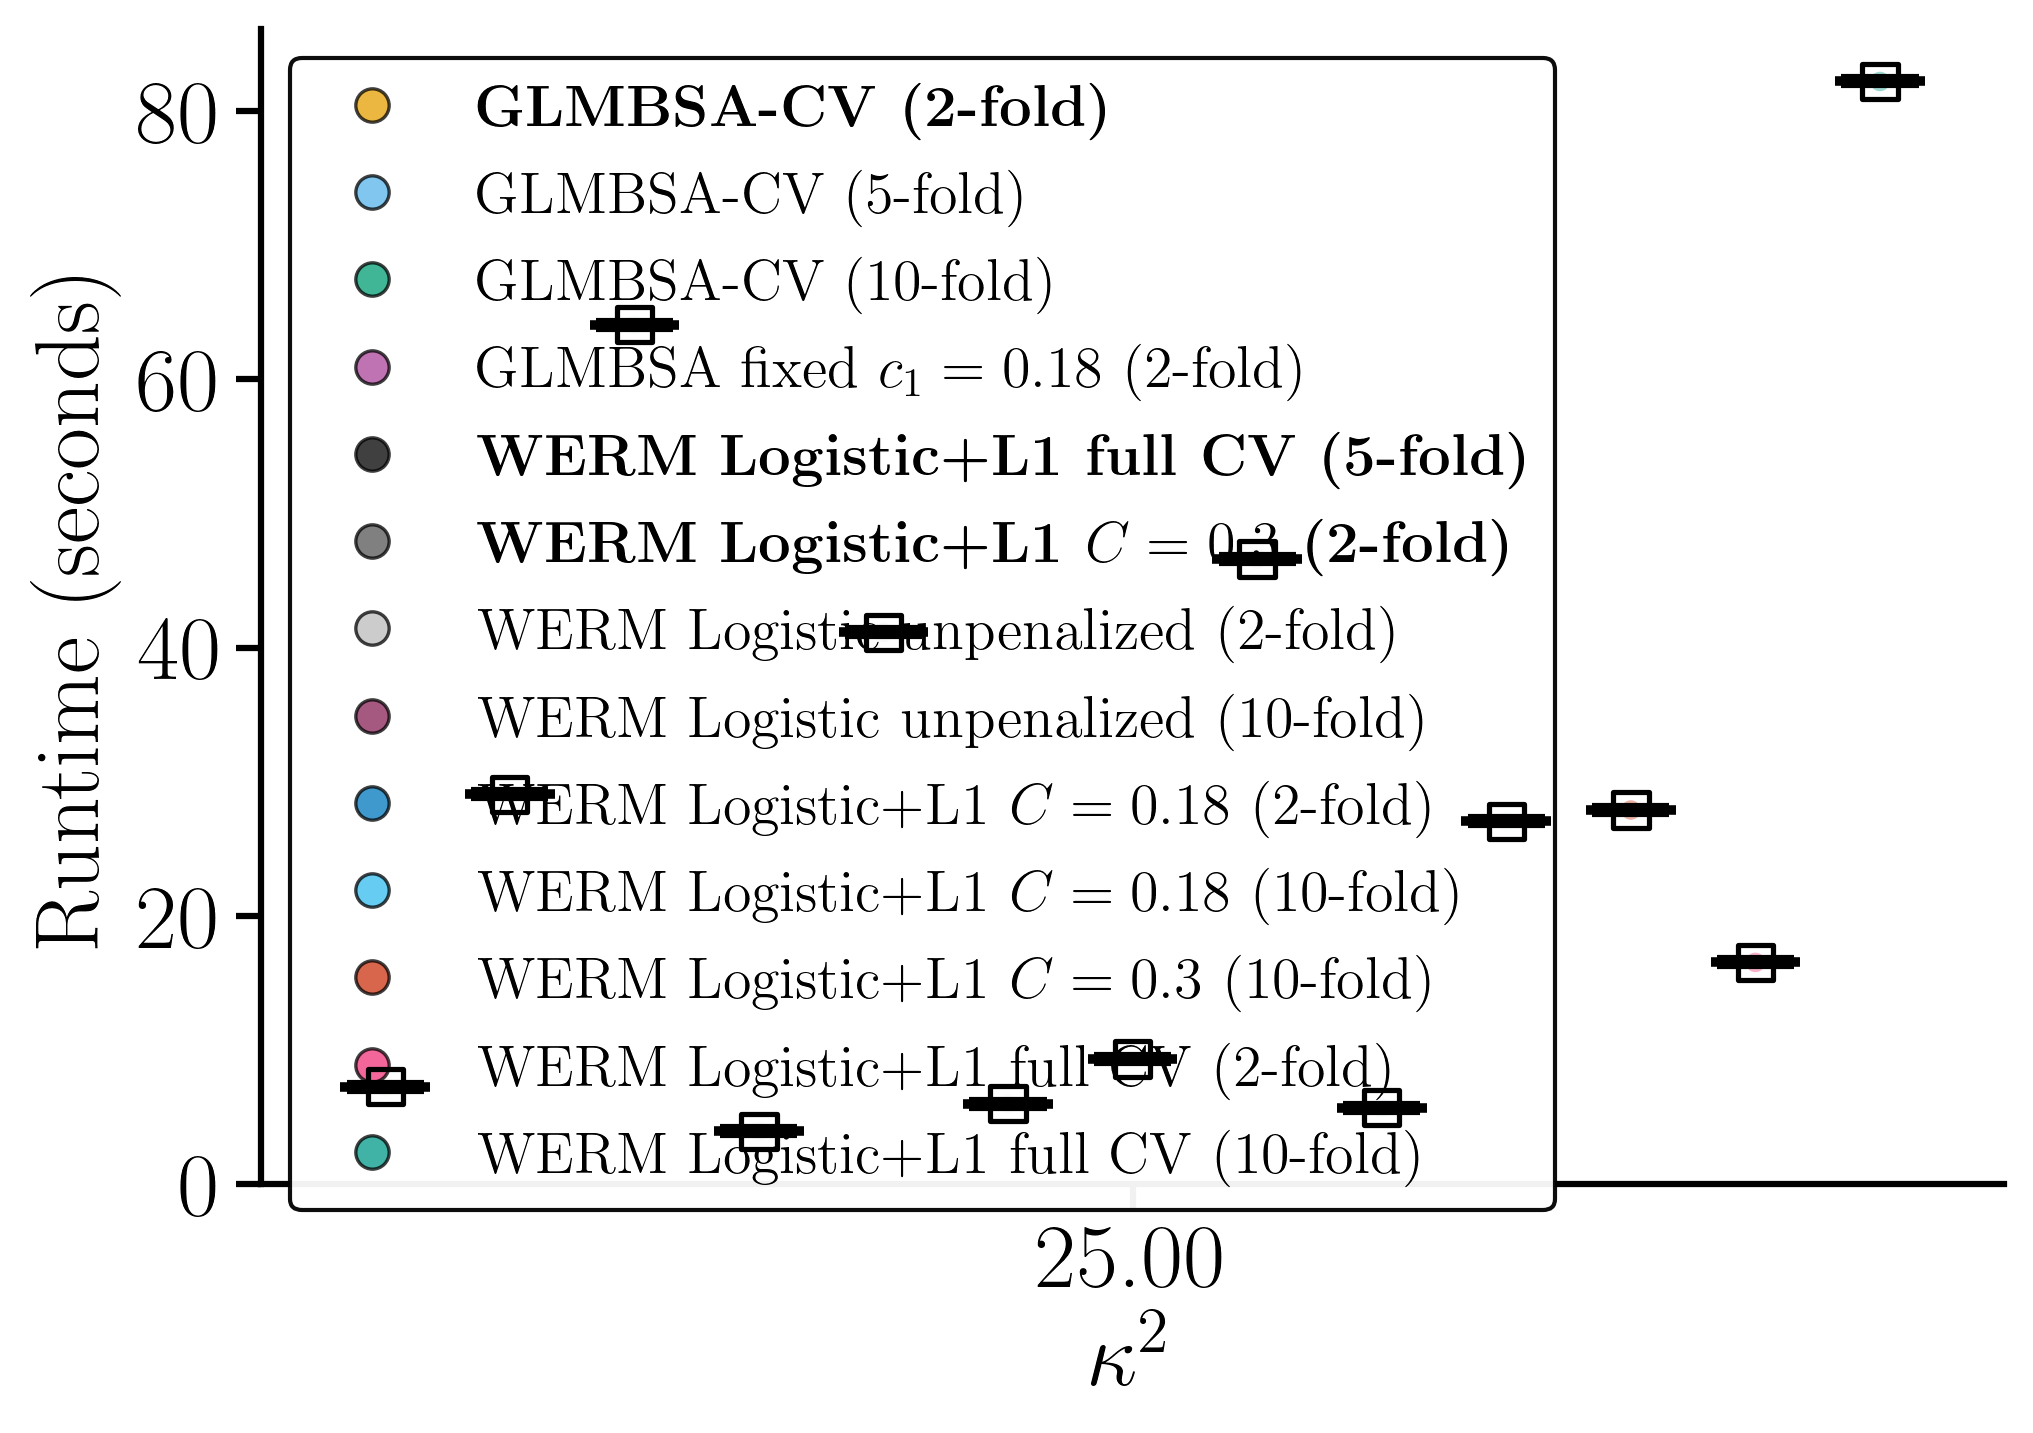 80
60
40
20
0
Runtime (seconds)
GLMBSA-CV (2-fold)
GLMBSA-CV (5-fold)
GLMBSA-CV (10-fold)
GLMBSA fixed c₁ = 0.18 (2-fold)
WERM Logistic+L1 full CV (5-fold)
WERM Logistic+L1 C = 0.3 (2-fold)
WERM Logistic unpenalized (2-fold)
WERM Logistic unpenalized (10-fold)
WERM Logistic+L1 C = 0.18 (2-fold)
WERM Logistic+L1 C = 0.18 (10-fold)
WERM Logistic+L1 C = 0.3 (10-fold)
WERM Logistic+L1 full CV (2-fold)
WERM Logistic+L1 full CV (10-fold)
25.00
κ²